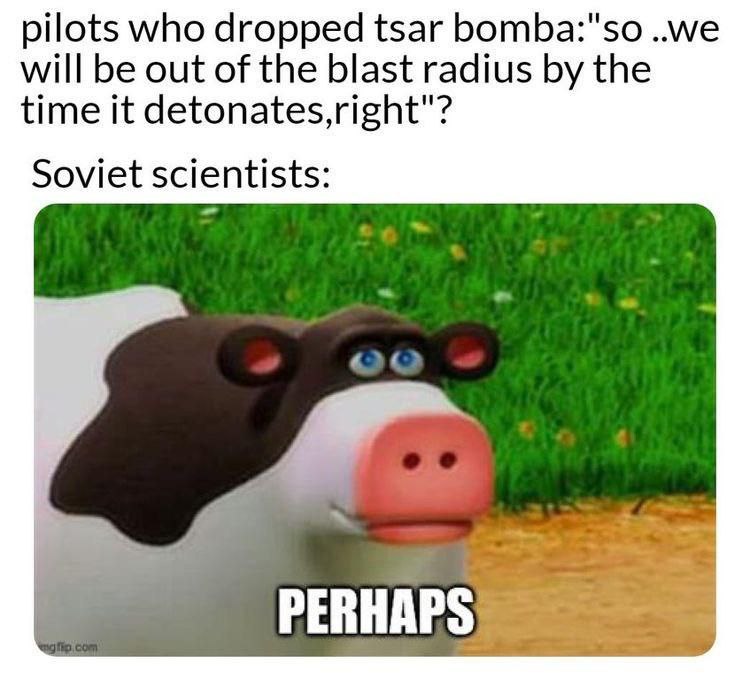 pilots who dropped tsar bomba:"so ..we
will be out of the blast radius by the
time it detonates,right"?
Soviet scientists:
PERHAPS
mgflip.com